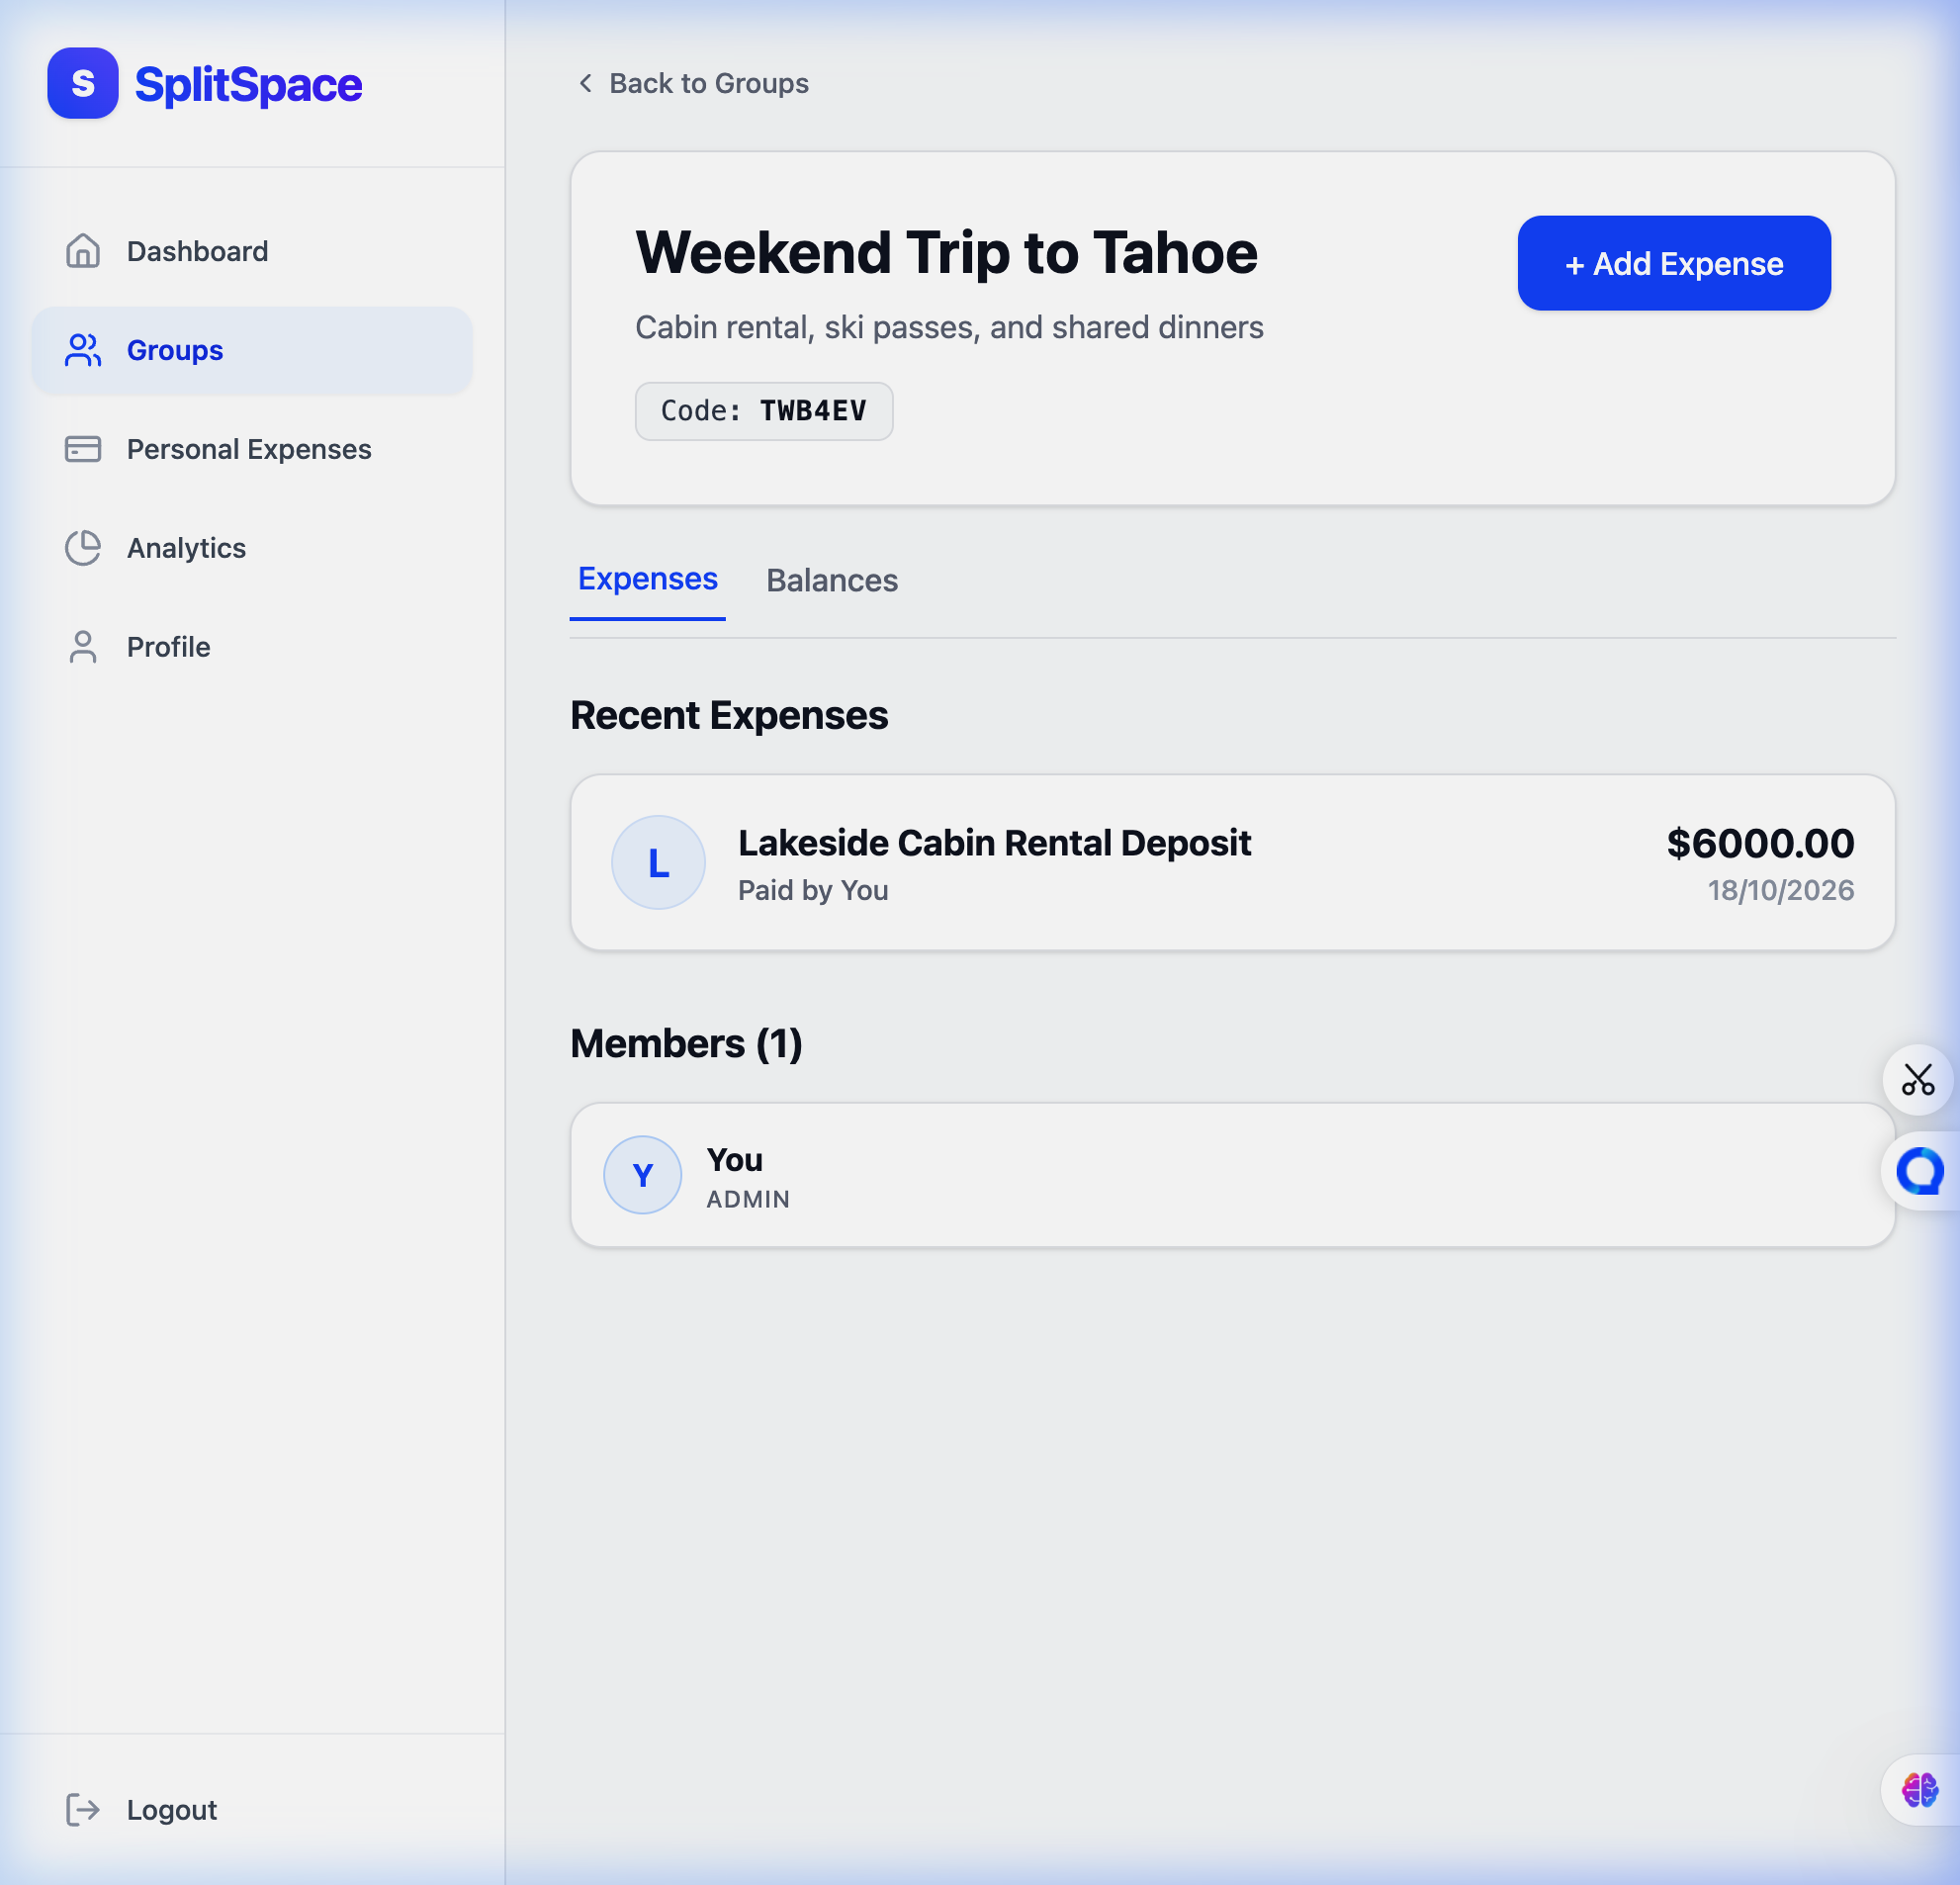 S SplitSpace
Dashboard
Groups
Personal Expenses
Analytics
Profile
Logout
Back to Groups
Weekend Trip to Tahoe
+ Add Expense
Cabin rental, ski passes, and shared dinners
Code: TWB4EV
Expenses Balances
Recent Expenses
L
Lakeside Cabin Rental Deposit $6000.00
Paid by You 18/10/2026
Members (1)
Y
You
ADMIN